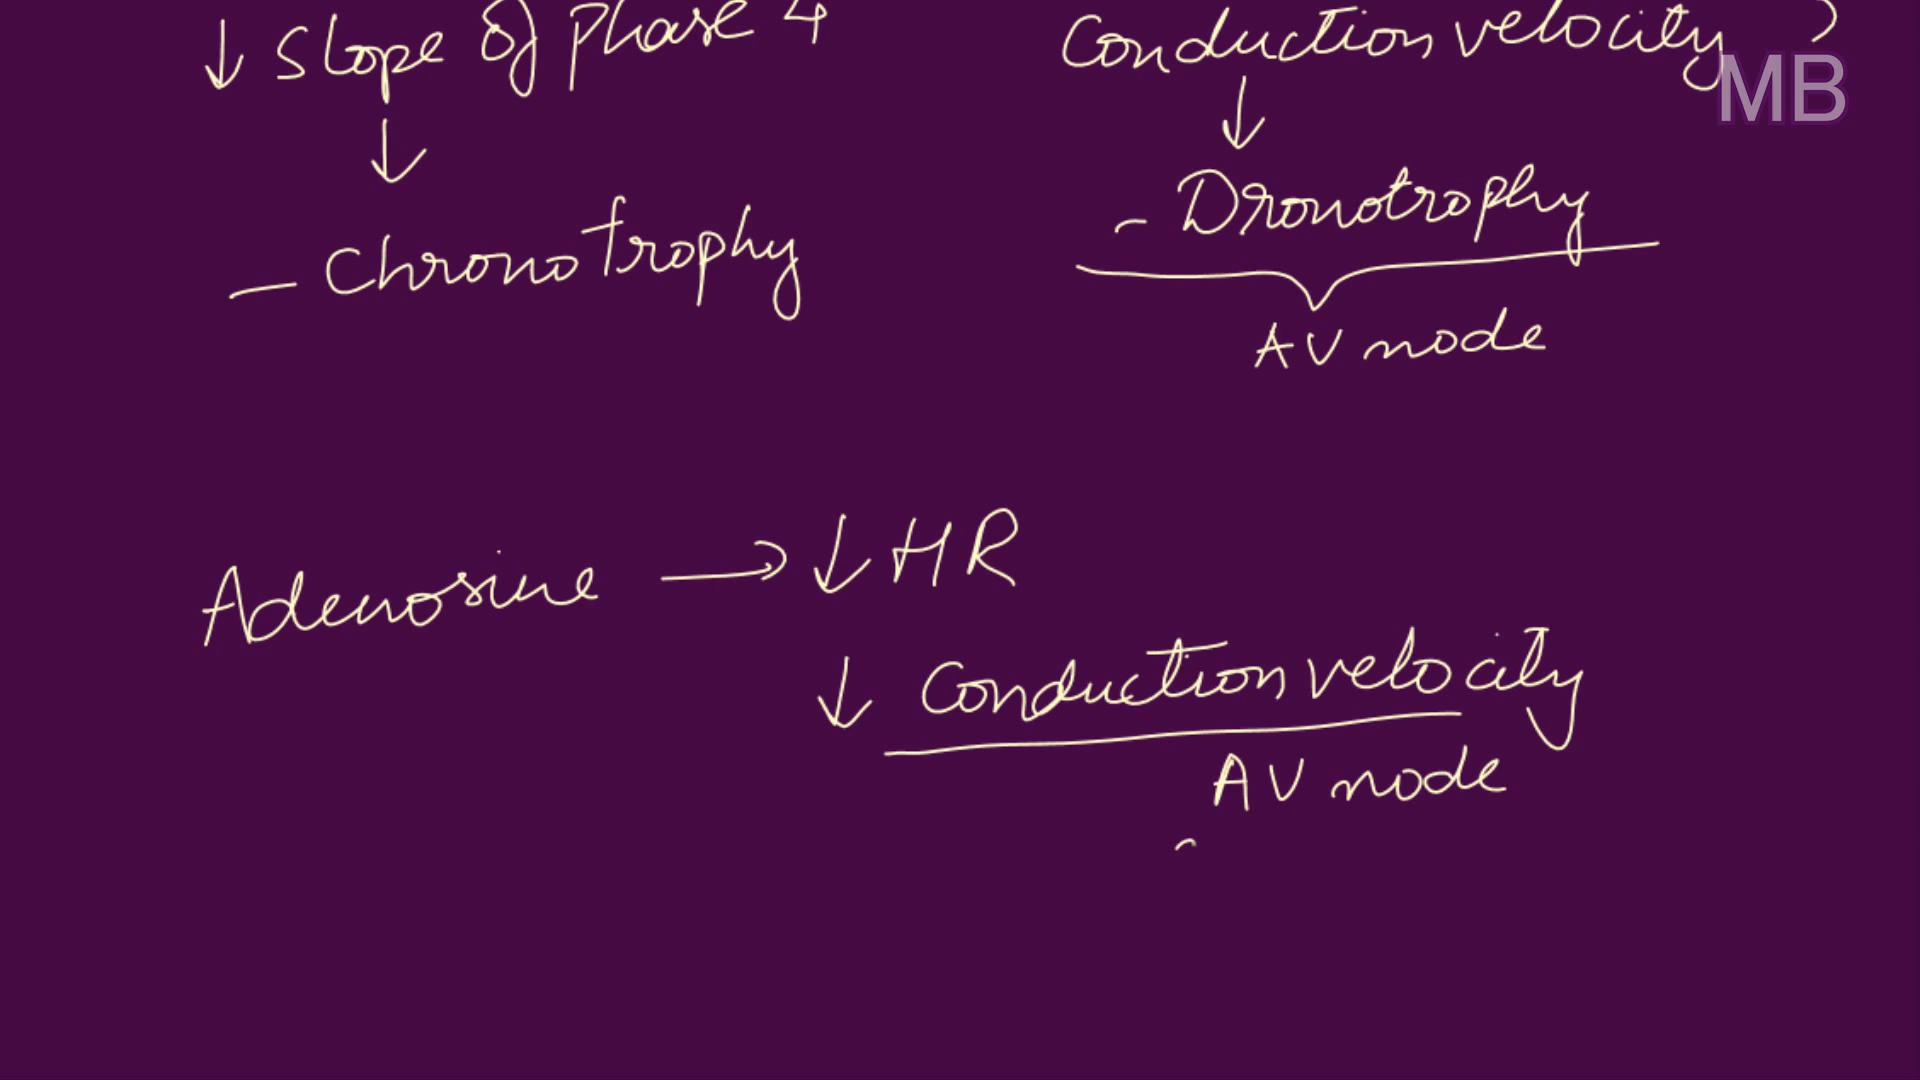 ↓ Slope of phase 4
Conduction velocity
MB
↓
↓
- Chronotrophy
- Dronotrophy
AV node
Adenosine → ↓ HR
↓ Conduction velocity
AV node